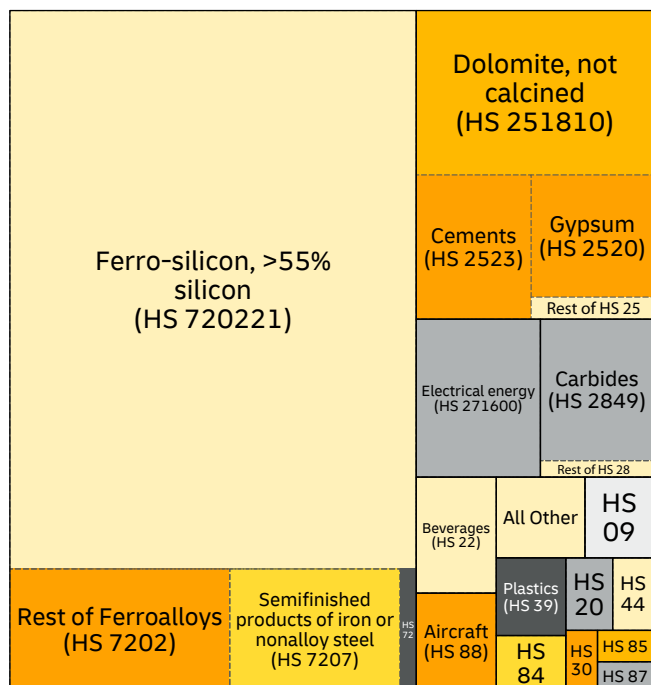 Ferro-silicon, >55%
silicon
(HS 720221)
Rest of Ferroalloys
(HS 7202)
Semifinished
products of iron or
nonalloy steel
(HS 7207)
HS
72
Dolomite, not
calcined
(HS 251810)
Cements
(HS 2523)
Gypsum
(HS 2520)
Rest of HS 25
Electrical energy
(HS 271600)
Carbides
(HS 2849)
Rest of HS 28
Beverages
(HS 22)
All Other
HS
09
Plastics
(HS 39)
HS
20
HS
44
Aircraft
(HS 88)
HS
84
HS
30
HS 85
HS 87